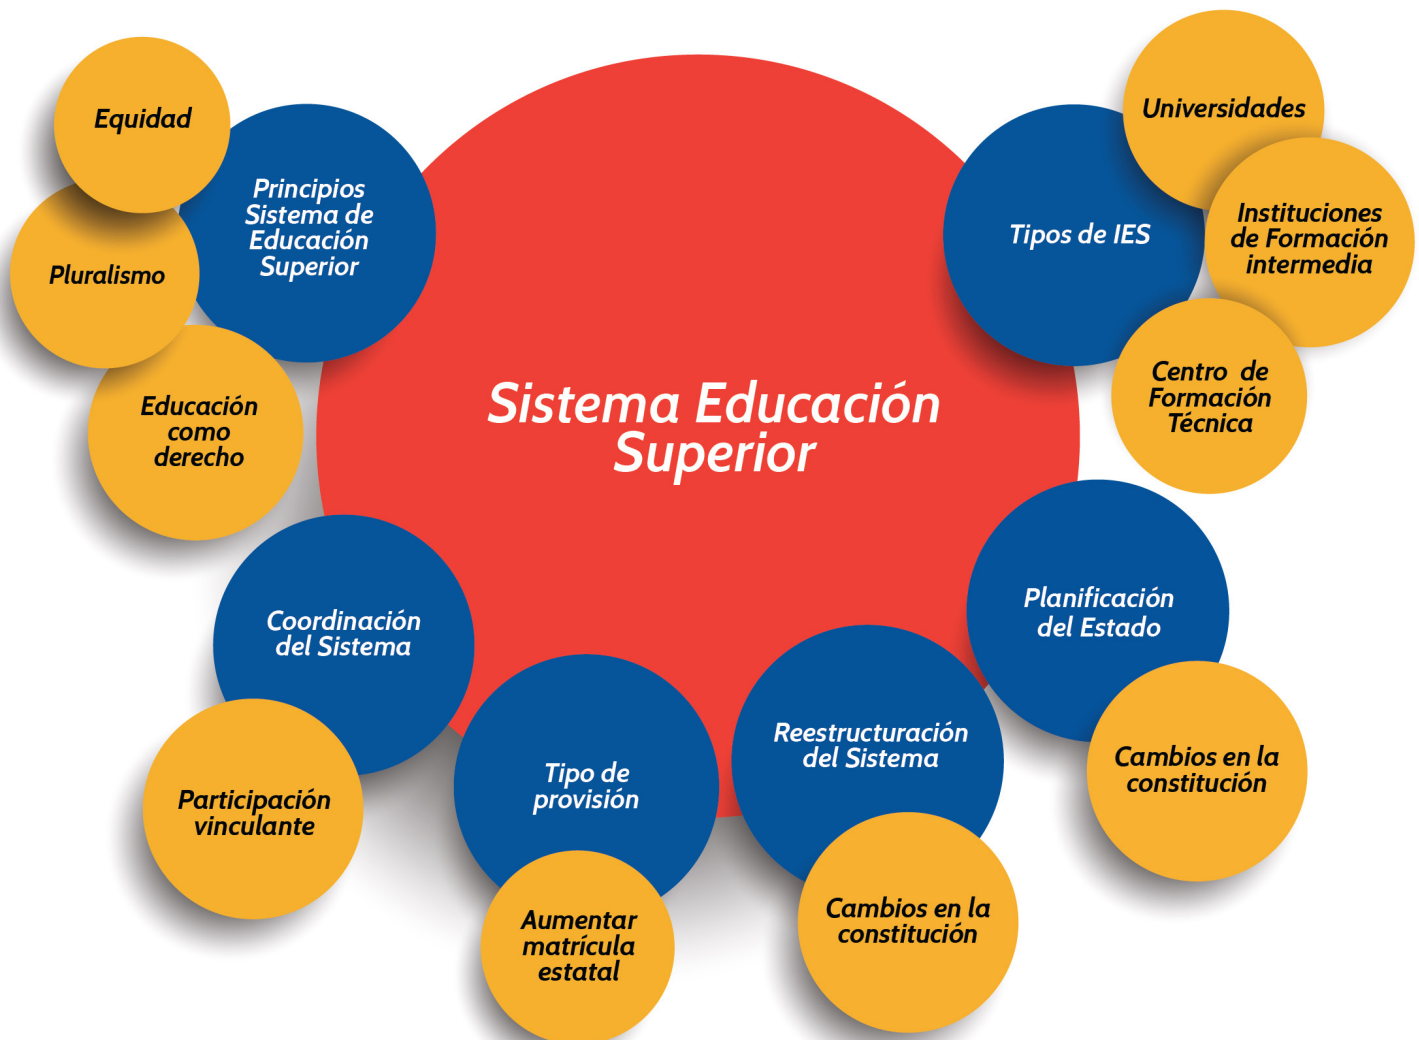 Equidad
Pluralismo
Educación
como
derecho
Principios
Sistema de
Educación
Superior
Sistema Educación
Superior
Tipos de IES
Universidades
Instituciones
de Formación
intermedia
Centro de
Formación
Técnica
Coordinación
del Sistema
Participación
vinculante
Tipo de
provisión
Aumentar
matrícula
estatal
Reestructuración
del Sistema
Cambios en la
constitución
Planificación
del Estado
Cambios en la
constitución